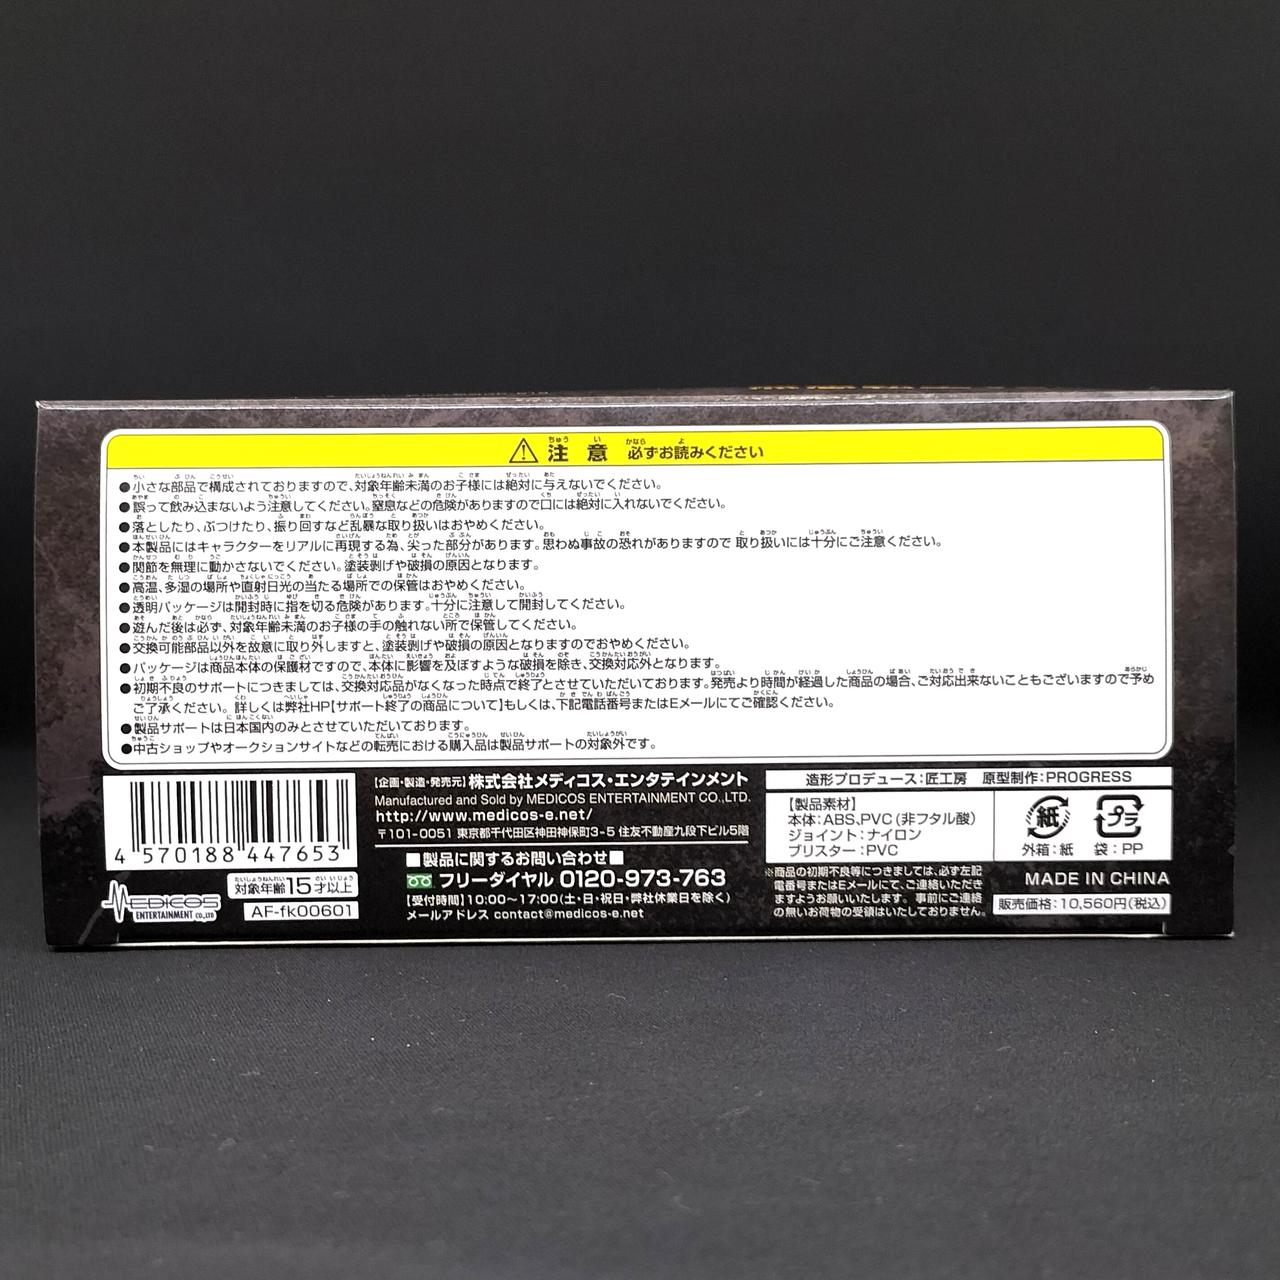 注意 必ずお読みください
●小さな部品で構成されておりますので、対象年齢未満のお子様には絶対に与えないでください。
●誤って飲み込まないよう注意してください。窒息などの危険がありますので口には絶対に入れないでください。
●落としたり、ぶつけたり、振り回すなど乱暴な取り扱いはおやめください。
●本製品にはキャラクターをリアルに再現する為、尖った部分があります。思わぬ事故の恐れがありますので 取り扱いには十分にご注意ください。
●関節を無理に動かさないでください。塗装剥げや破損の原因となります。
●高温、多湿の場所や直射日光の当たる場所での保管はおやめください。
●透明パッケージは開封時に指を切る危険があります。十分に注意して開封してください。
●遊んだ後は必ず、対象年齢未満のお子様の手の触れない所で保管してください。
●交換可能部品以外を故意に取り外しますと、塗装剥げや破損の原因となりますのでおやめください。
●パッケージは商品本体の保護材ですので、本体に影響を及ぼすような破損を除き、交換対応外となります。
●初期不良のサポートにつきましては、交換対応品がなくなった時点で終了とさせていただいております。発売より時間が経過した商品の場合、ご対応出来ないこともございますので予め
ご了承ください。詳しくは弊社HP【サポート終了の商品について】もしくは、下記電話番号またはEメールにてご確認ください。
●製品サポートは日本国内のみとさせていただいております。
●中古ショップやオークションサイトなどの転売における購入品は製品サポートの対象外です。
4 570188 447653
MEDICOS
ENTERTAINMENT CO.,LTD
対象年齢15才以上
AF-fk00601
【企画・製造・発売元】株式会社メディコス・エンタテインメント
Manufactured and Sold by MEDICOS ENTERTAINMENT CO.,LTD.
http://www.medicos-e.net/
〒101-0051 東京都千代田区神田神保町3-5 住友不動産九段下ビル5階
■製品に関するお問い合わせ■
フリーダイヤル 0120-973-763
【受付時間】10:00～17:00(土・日・祝日・弊社休業日を除く)
メールアドレス contact@medicos-e.net
造形プロデュース:匠工房 原型制作:PROGRESS
【製品素材】
本体:ABS,PVC(非フタル酸)
ジョイント:ナイロン
ブリスター:PVC
紙
外箱:紙
プラ
袋:PP
※商品の初期不良等につきましては、必ず左記
電話番号またはEメールにて、ご連絡いただき
ますようお願いいたします。事前にご連絡
の無いお荷物の受領はいたしておりません。
MADE IN CHINA
販売価格:10,560円(税込)